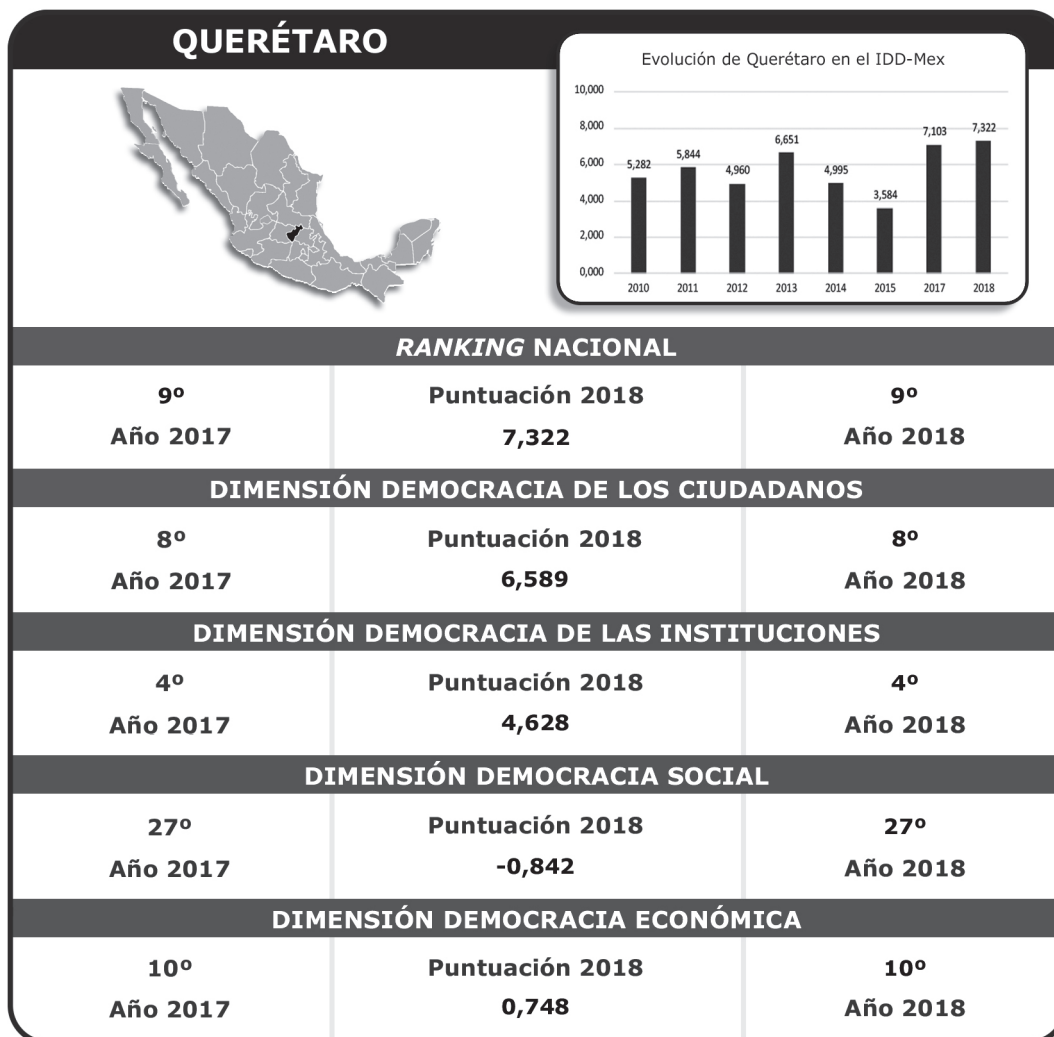 QUERÉTARO
Evolución de Querétaro en el IDD-Mex
10,000
8,000
6,000
4,000
2,000
0,000
5,282
5,844
4,960
6,651
4,995
3,584
7,103
7,322
2010 2011 2012 2013 2014 2015 2017 2018
RANKING NACIONAL
9º Puntuación 2018 9º
Año 2017 7,322 Año 2018
DIMENSIÓN DEMOCRACIA DE LOS CIUDADANOS
8º Puntuación 2018 8º
Año 2017 6,589 Año 2018
DIMENSIÓN DEMOCRACIA DE LAS INSTITUCIONES
4º Puntuación 2018 4º
Año 2017 4,628 Año 2018
DIMENSIÓN DEMOCRACIA SOCIAL
27º Puntuación 2018 27º
Año 2017 -0,842 Año 2018
DIMENSIÓN DEMOCRACIA ECONÓMICA
10º Puntuación 2018 10º
Año 2017 0,748 Año 2018